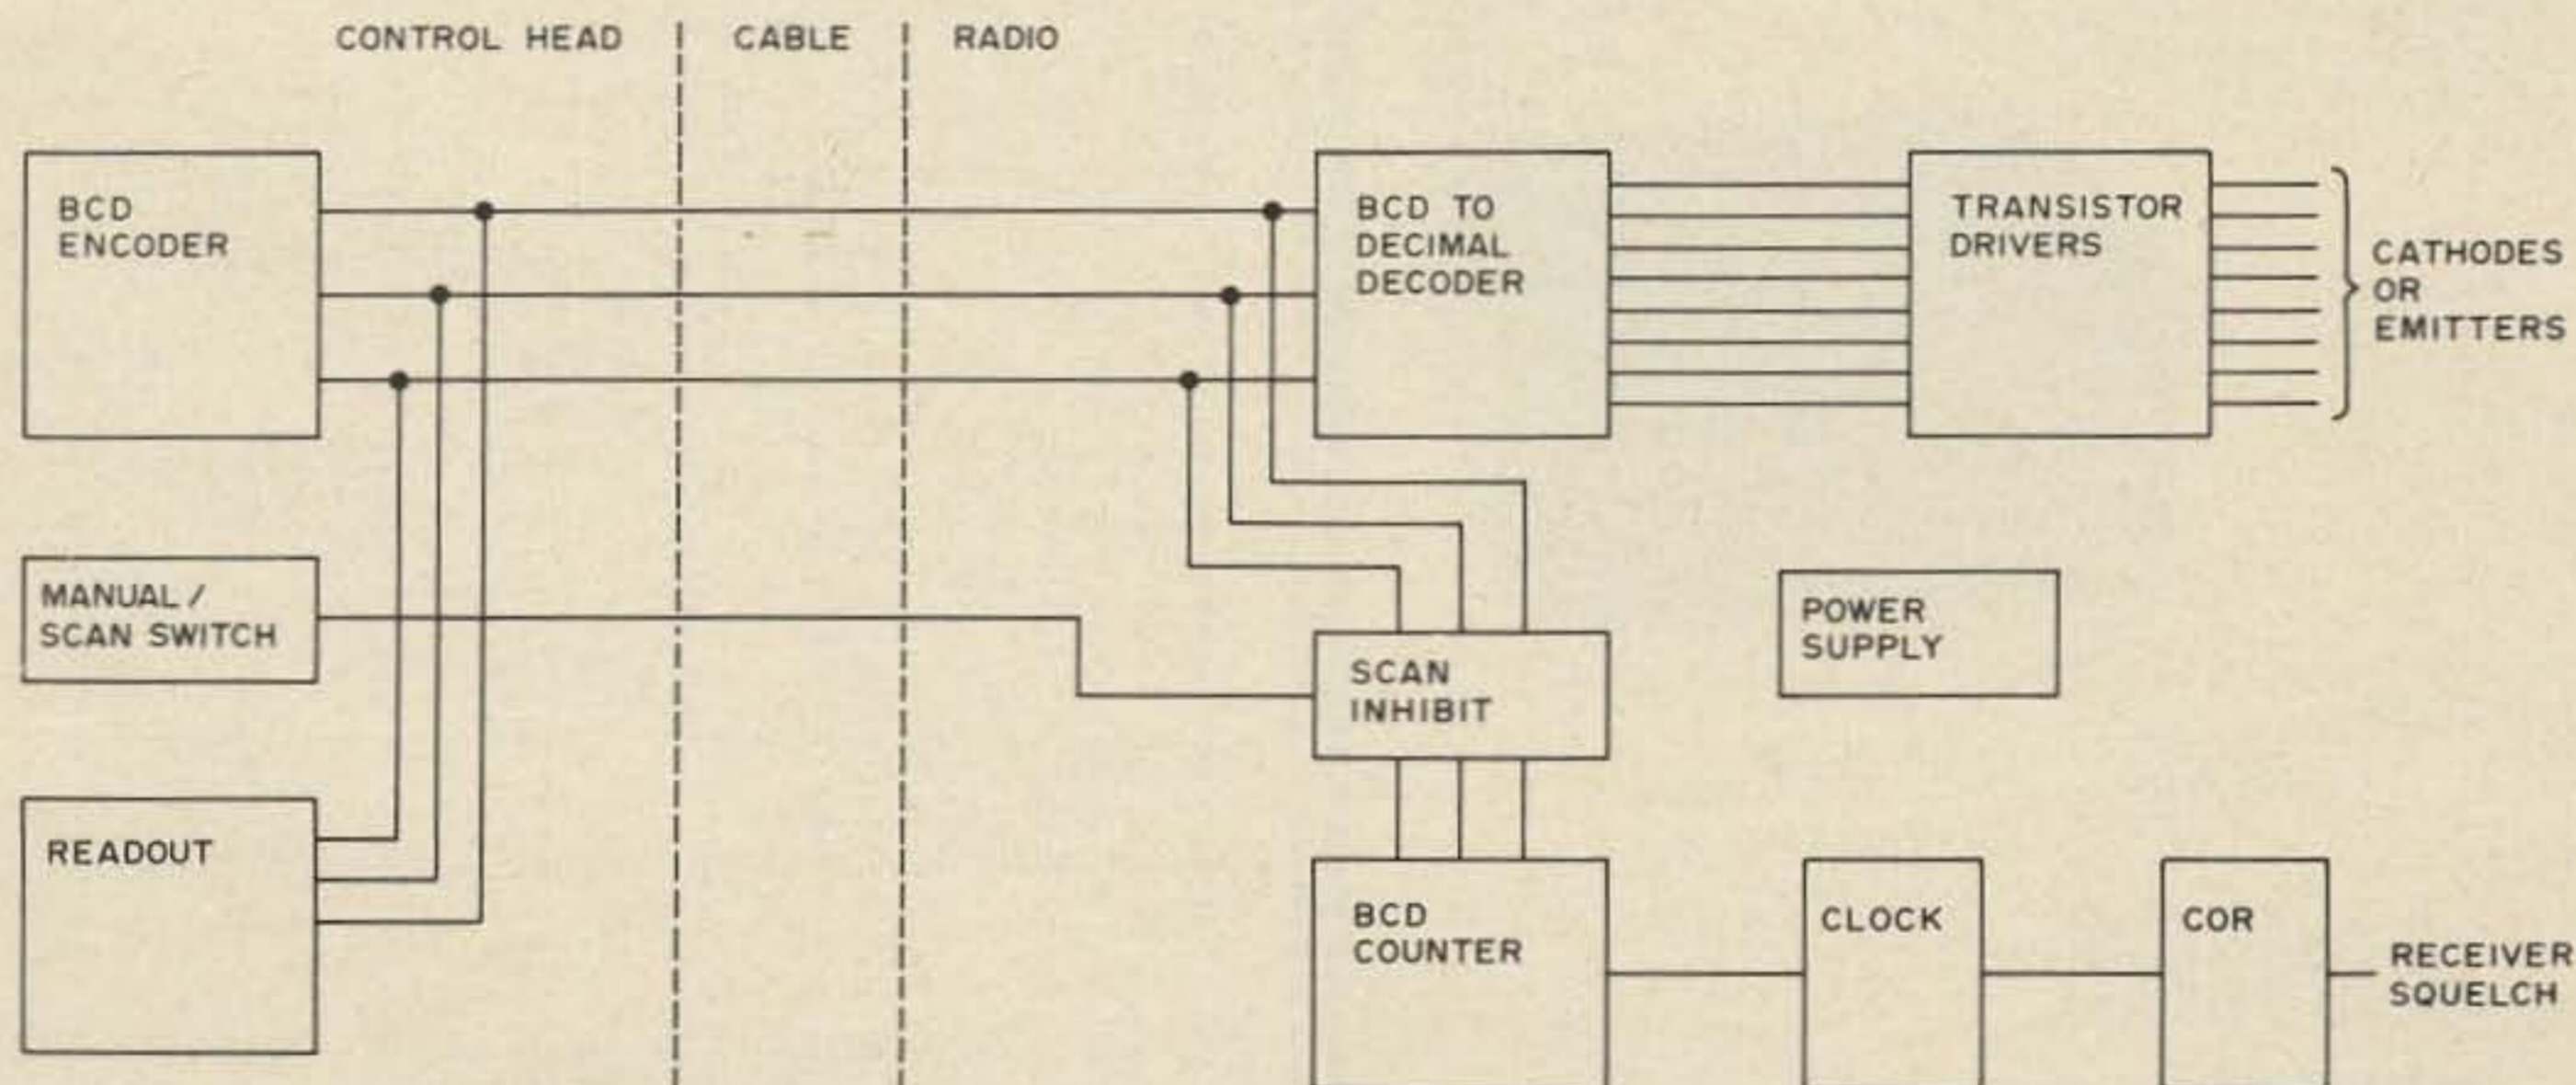 CONTROL HEAD
CABLE
RADIO
BCD
ENCODER
BCD TO
DECIMAL
DECODER
TRANSISTOR
DRIVERS
CATHODES
OR
EMITTERS
MANUAL/
SCAN SWITCH
SCAN
INHIBIT
POWER
SUPPLY
READOUT
BCD
COUNTER
CLOCK
COR
RECEIVER
SQUELCH